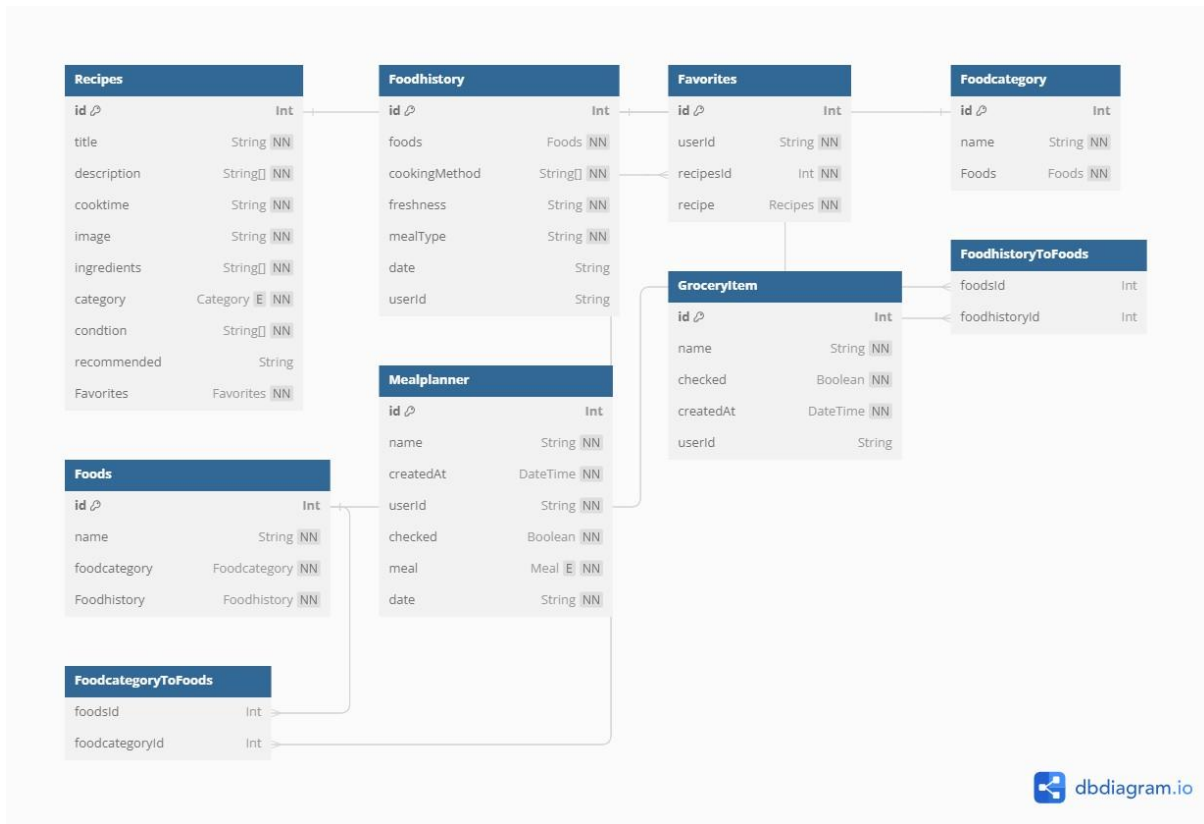 Recipes
id Int
title String NN
description String[] NN
cooktime String NN
image String NN
ingredients String[] NN
category Category E NN
condtion String[] NN
recommended String
Favorites Favorites NN
Foodhistory
id Int
foods Foods NN
cookingMethod String[] NN
freshness String NN
mealType String NN
date String
userId String
Favorites
id Int
userId String NN
recipesId Int NN
recipe Recipes NN
Foodcategory
id Int
name String NN
Foods Foods NN
FoodhistoryToFoods
foodsId Int
foodhistoryId Int
GroceryItem
id Int
name String NN
checked Boolean NN
createdAt DateTime NN
userId String
Mealplanner
id Int
name String NN
createdAt DateTime NN
userId String NN
checked Boolean NN
meal Meal E NN
date String NN
Foods
id Int
name String NN
foodcategory Foodcategory NN
Foodhistory Foodhistory NN
FoodcategoryToFoods
foodsId Int
foodcategoryId Int
dbdiagram.io